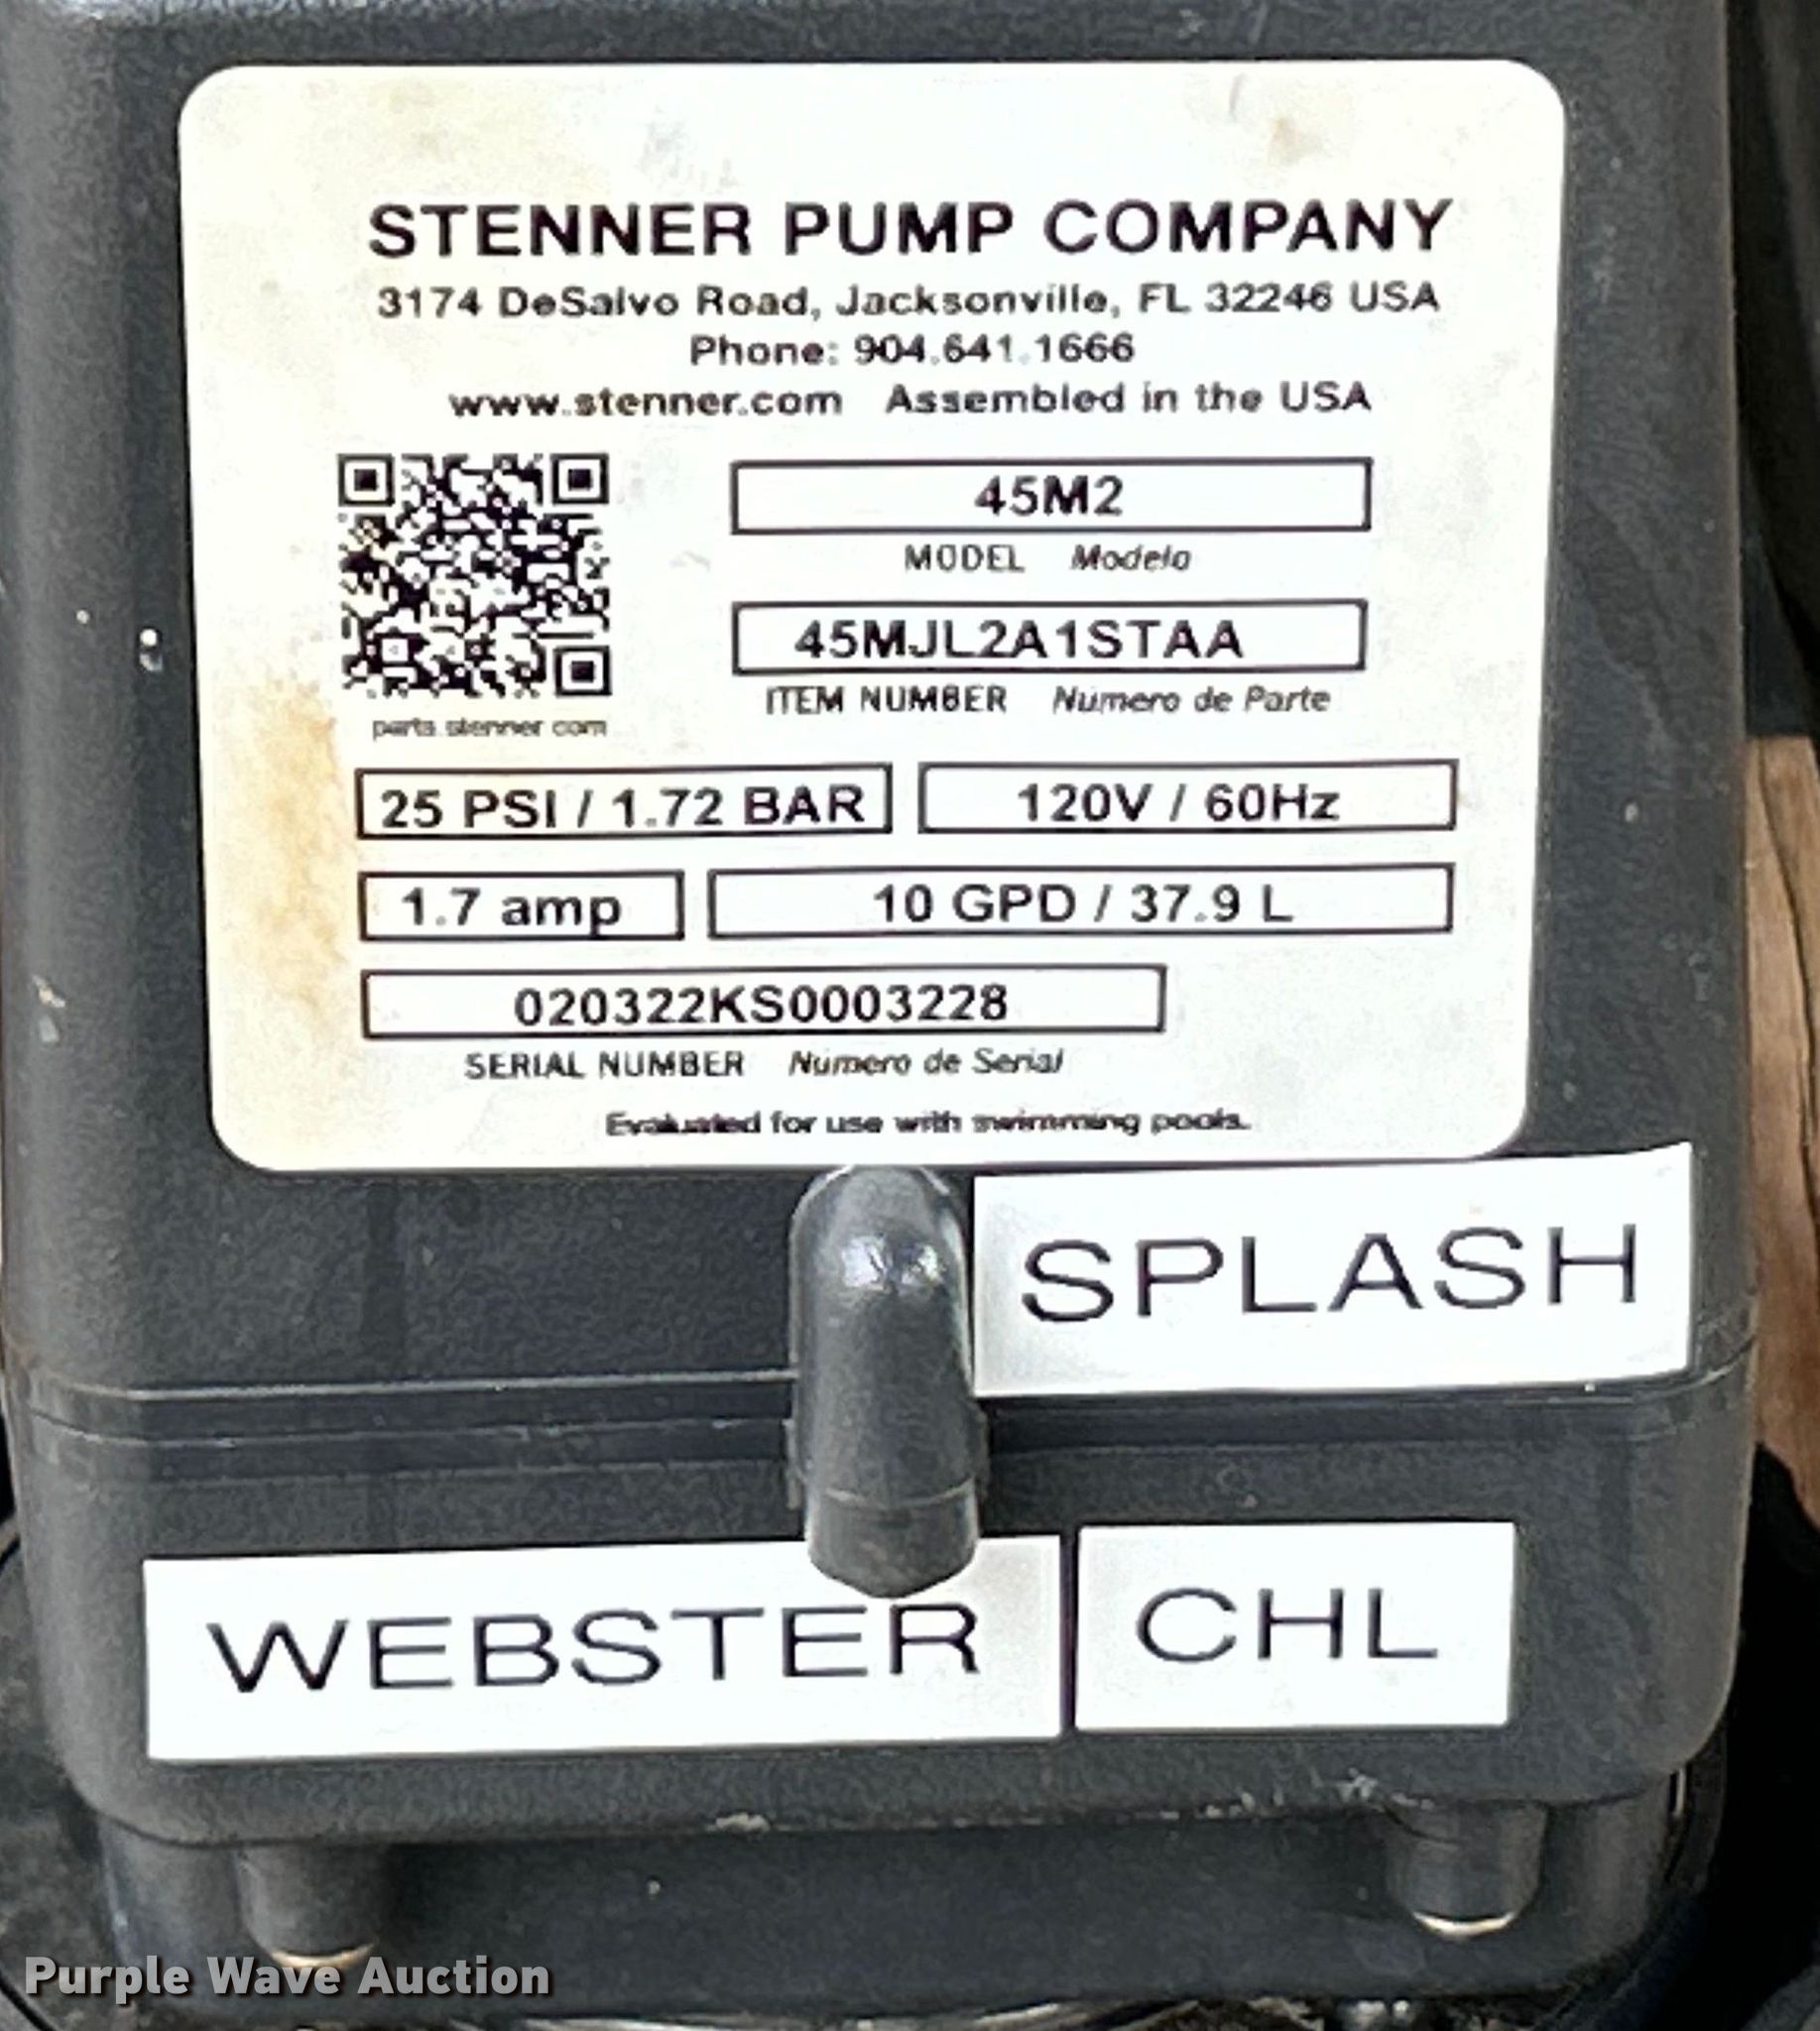 STENNER PUMP COMPANY
3174 DeSalvo Road, Jacksonville, FL 32246 USA
Phone: 904.641.1666
www.stenner.com Assembled in the USA
45M2
MODEL Modelo
45MJL2A1STAA
ITEM NUMBER Número de Parte
parts.stenner.com
25 PSI / 1.72 BAR 120V / 60Hz
1.7 amp 10 GPD / 37.9 L
020322KS0003228
SERIAL NUMBER Número de Serial
Evaluated for use with swimming pools.
SPLASH
WEBSTER CHL
Purple Wave Auction